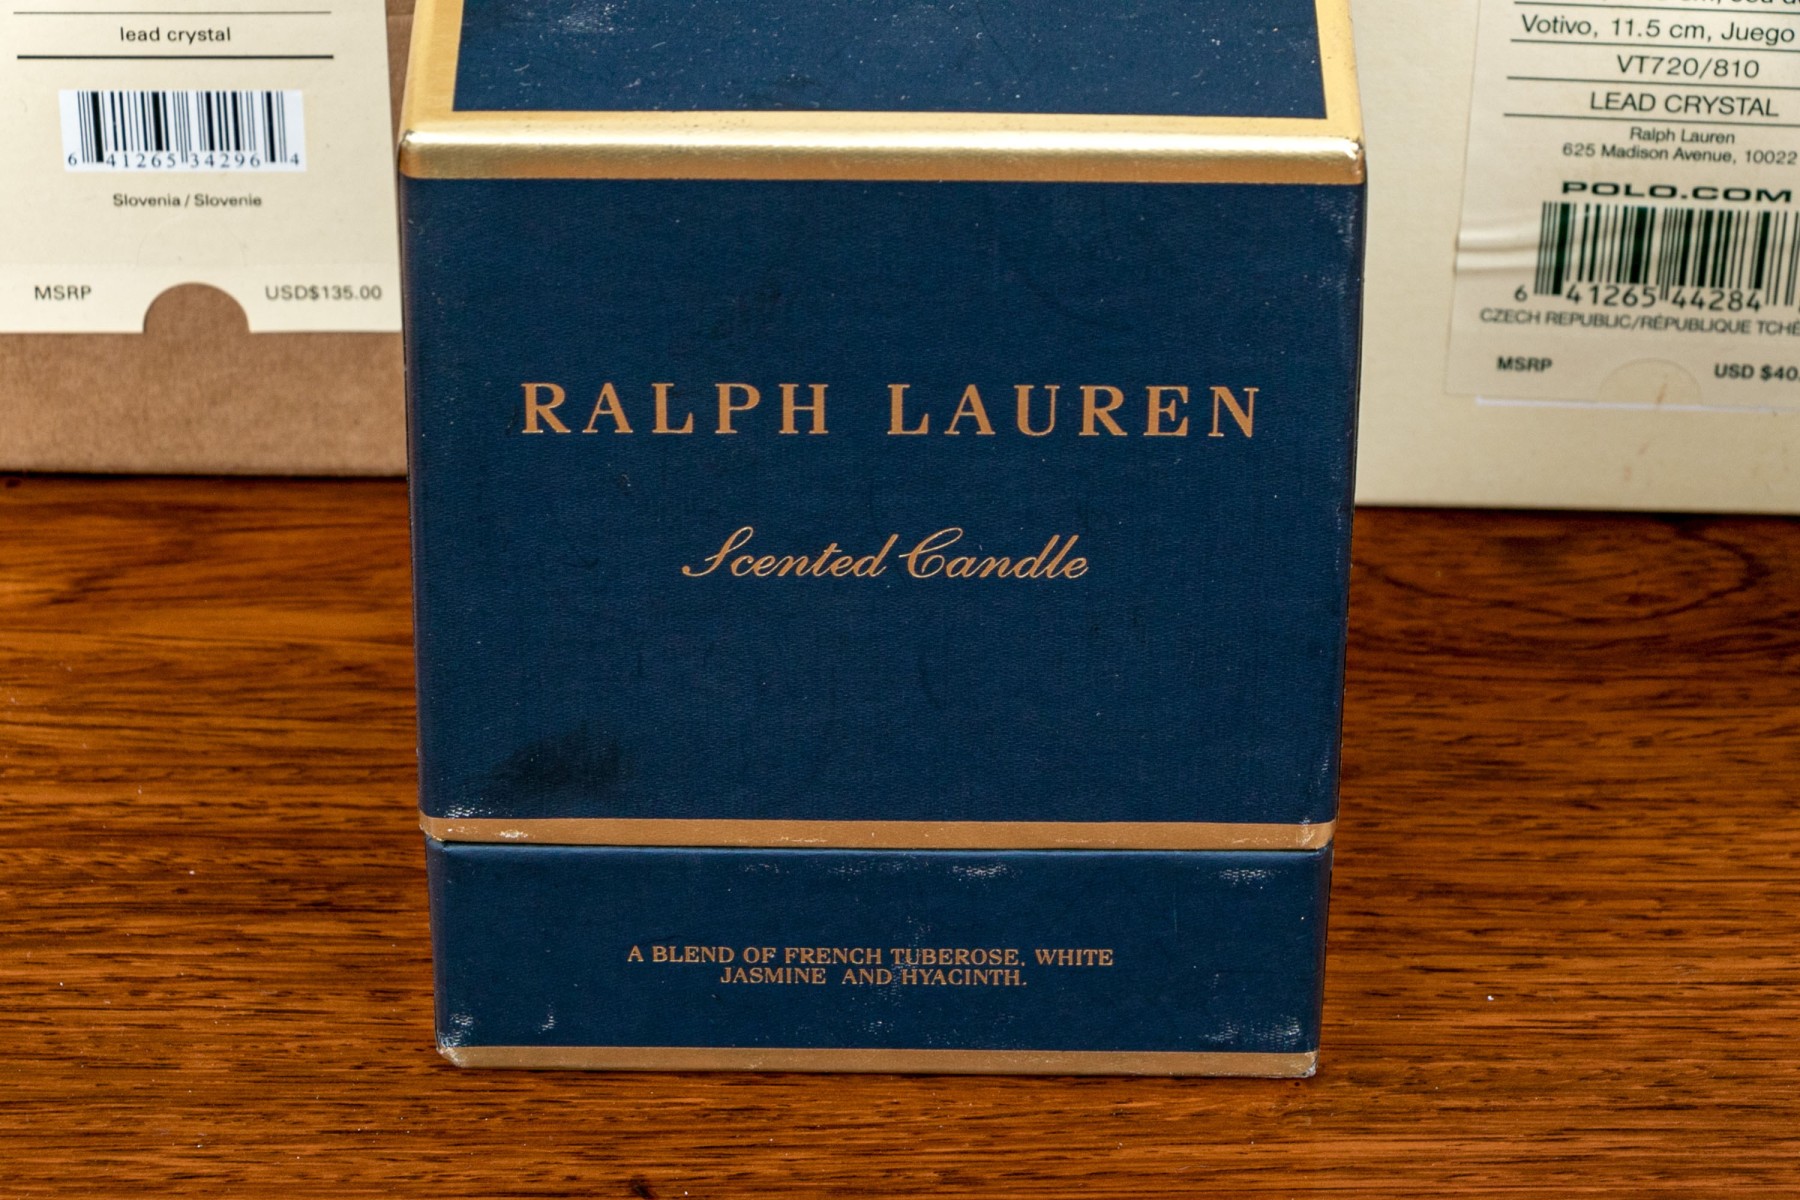 lead crystal
6 41265 34296 4
Slovenia / Slovenie
MSRP USD$135.00
RALPH LAUREN
Scented Candle
A BLEND OF FRENCH TUBEROSE, WHITE
JASMINE AND HYACINTH.
Votivo, 11.5 cm, Juego
VT720/810
LEAD CRYSTAL
Ralph Lauren
625 Madison Avenue, 10022
POLO.COM
6 41265 44284
CZECH REPUBLIC/RÉPUBLIQUE
MSRP USD $40.